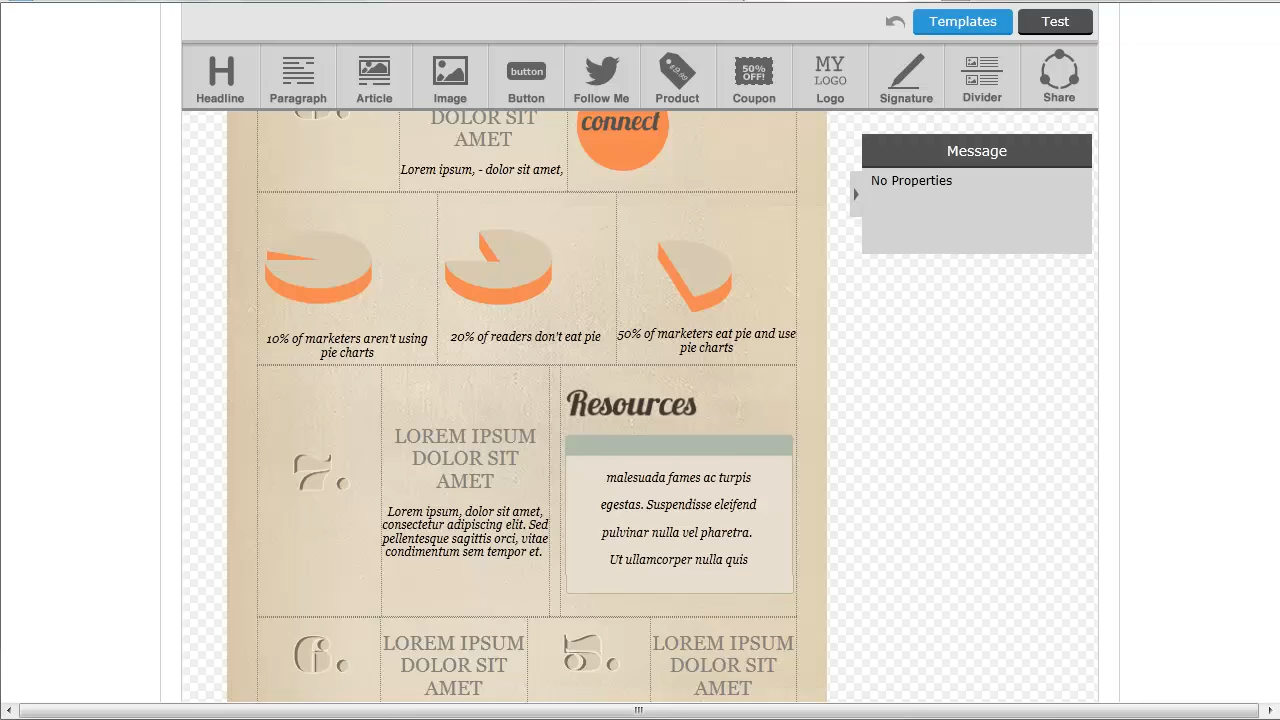 Templates
Test
Headline
Paragraph
Article
Image
button
Button
Follow Me
$9.99
Product
50%
OFF!
Coupon
MY
LOGO
Logo
Signature
Divider
Share
DOLOR SIT
AMET
Lorem ipsum, - dolor sit amet,
connect
Message
No Properties
10% of marketers aren't using
pie charts
20% of readers don't eat pie
50% of marketers eat pie and use
pie charts
7.
LOREM IPSUM
DOLOR SIT
AMET
Lorem ipsum, dolor sit amet,
consectetur adipiscing elit. Sed
pellentesque sagittis orci, vitae
condimentum sem tempor et.
Resources
malesuada fames ac turpis
egestas. Suspendisse eleifend
pulvinar nulla vel pharetra.
Ut ullamcorper nulla quis
6.
LOREM IPSUM
DOLOR SIT
AMET
5.
LOREM IPSUM
DOLOR SIT
AMET